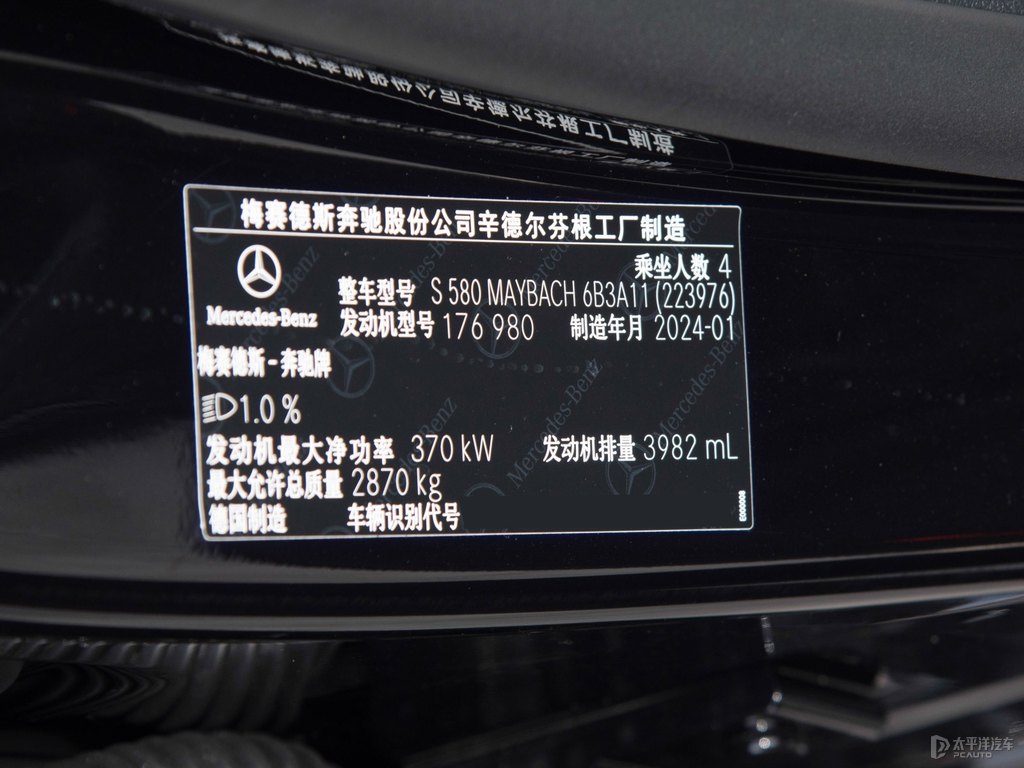 梅赛德斯奔驰股份公司辛德尔芬根工厂制造
乘坐人数 4
Mercedes-Benz
整车型号 S 580 MAYBACH 6B3A11 (223976)
发动机型号 176 980 制造年月 2024-01
梅赛德斯-奔驰牌
1.0 %
发动机最大净功率 370 kW 发动机排量 3982 mL
最大允许总质量 2870 kg
德国制造 车辆识别代号
太平洋汽车
PCAUTO